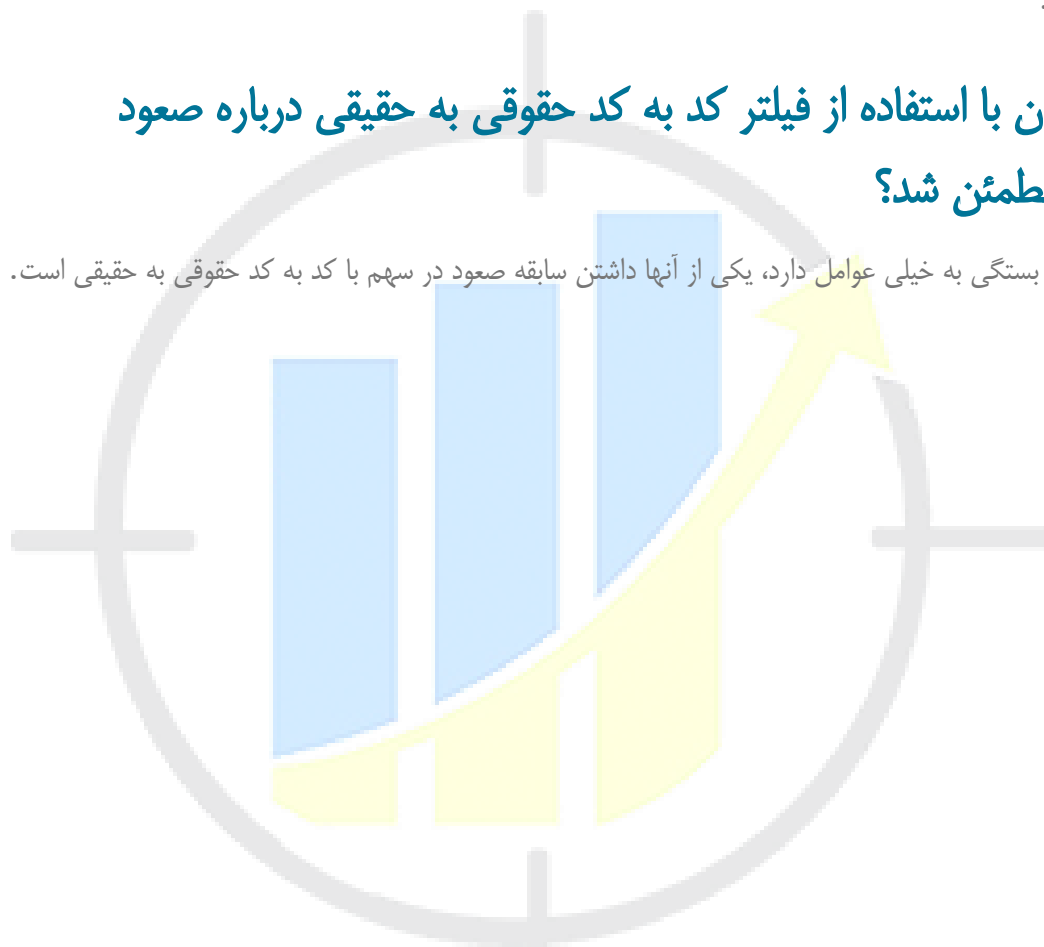 ن با استفاده از فیلتر کد به کد حقوقی به حقیقی درباره صعود
طمئن شد؟
بستگی به خیلی عوامل دارد، یکی از آنها داشتن سابقه صعود در سهم با کد به کد حقوقی به حقیقی است.